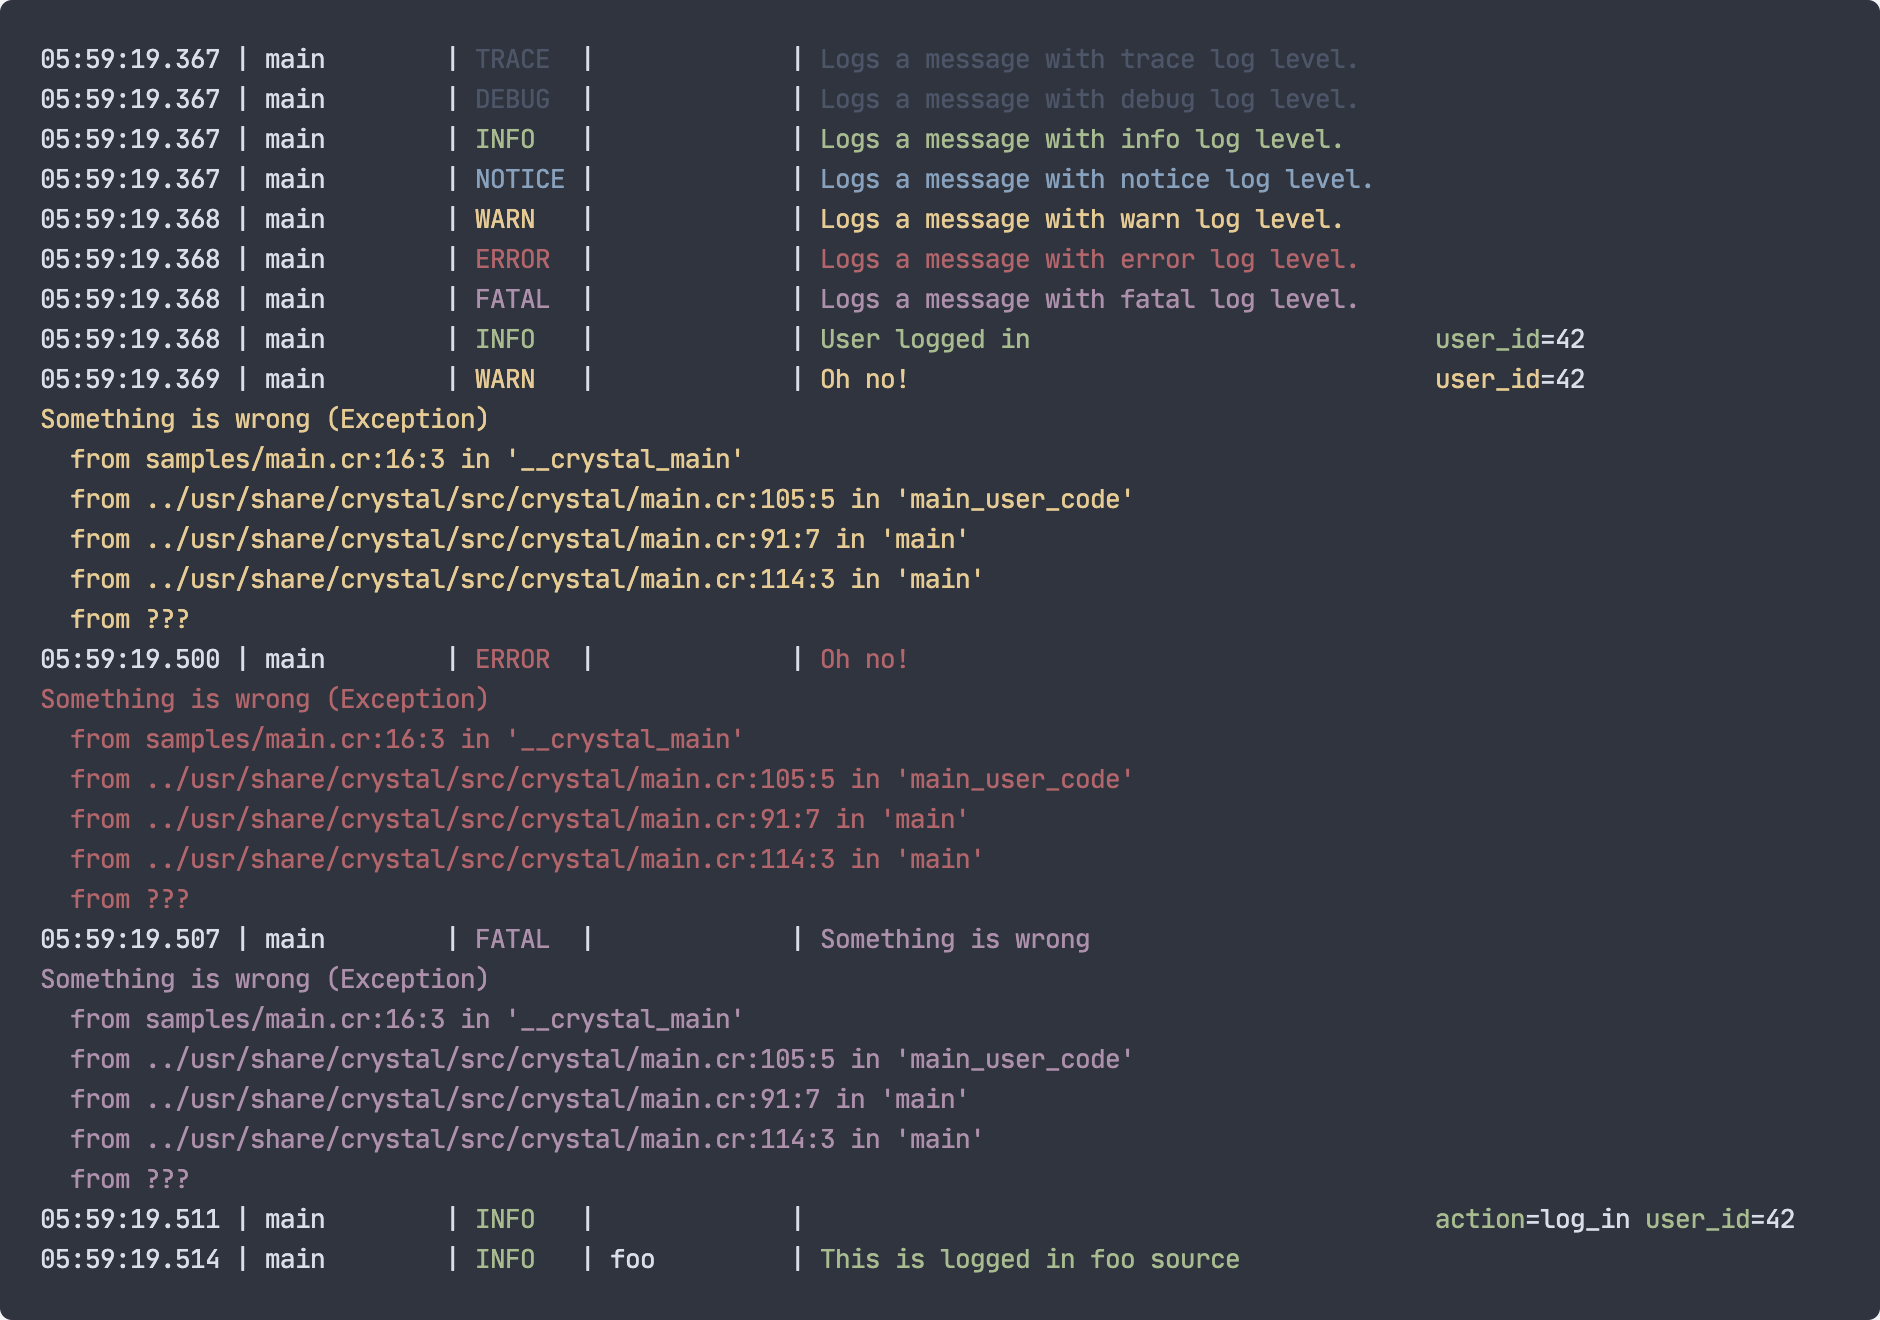 05:59:19.367 | main        | TRACE  |             | Logs a message with trace log level.
05:59:19.367 | main        | DEBUG  |             | Logs a message with debug log level.
05:59:19.367 | main        | INFO   |             | Logs a message with info log level.
05:59:19.367 | main        | NOTICE |             | Logs a message with notice log level.
05:59:19.368 | main        | WARN   |             | Logs a message with warn log level.
05:59:19.368 | main        | ERROR  |             | Logs a message with error log level.
05:59:19.368 | main        | FATAL  |             | Logs a message with fatal log level.
05:59:19.368 | main        | INFO   |             | User logged in                           user_id=42
05:59:19.369 | main        | WARN   |             | Oh no!                                   user_id=42
Something is wrong (Exception)
  from samples/main.cr:16:3 in '__crystal_main'
  from ../usr/share/crystal/src/crystal/main.cr:105:5 in 'main_user_code'
  from ../usr/share/crystal/src/crystal/main.cr:91:7 in 'main'
  from ../usr/share/crystal/src/crystal/main.cr:114:3 in 'main'
  from ???
05:59:19.500 | main        | ERROR  |             | Oh no!
Something is wrong (Exception)
  from samples/main.cr:16:3 in '__crystal_main'
  from ../usr/share/crystal/src/crystal/main.cr:105:5 in 'main_user_code'
  from ../usr/share/crystal/src/crystal/main.cr:91:7 in 'main'
  from ../usr/share/crystal/src/crystal/main.cr:114:3 in 'main'
  from ???
05:59:19.507 | main        | FATAL  |             | Something is wrong
Something is wrong (Exception)
  from samples/main.cr:16:3 in '__crystal_main'
  from ../usr/share/crystal/src/crystal/main.cr:105:5 in 'main_user_code'
  from ../usr/share/crystal/src/crystal/main.cr:91:7 in 'main'
  from ../usr/share/crystal/src/crystal/main.cr:114:3 in 'main'
  from ???
05:59:19.511 | main        | INFO   |             |                                          action=log_in user_id=42
05:59:19.514 | main        | INFO   | foo         | This is logged in foo source